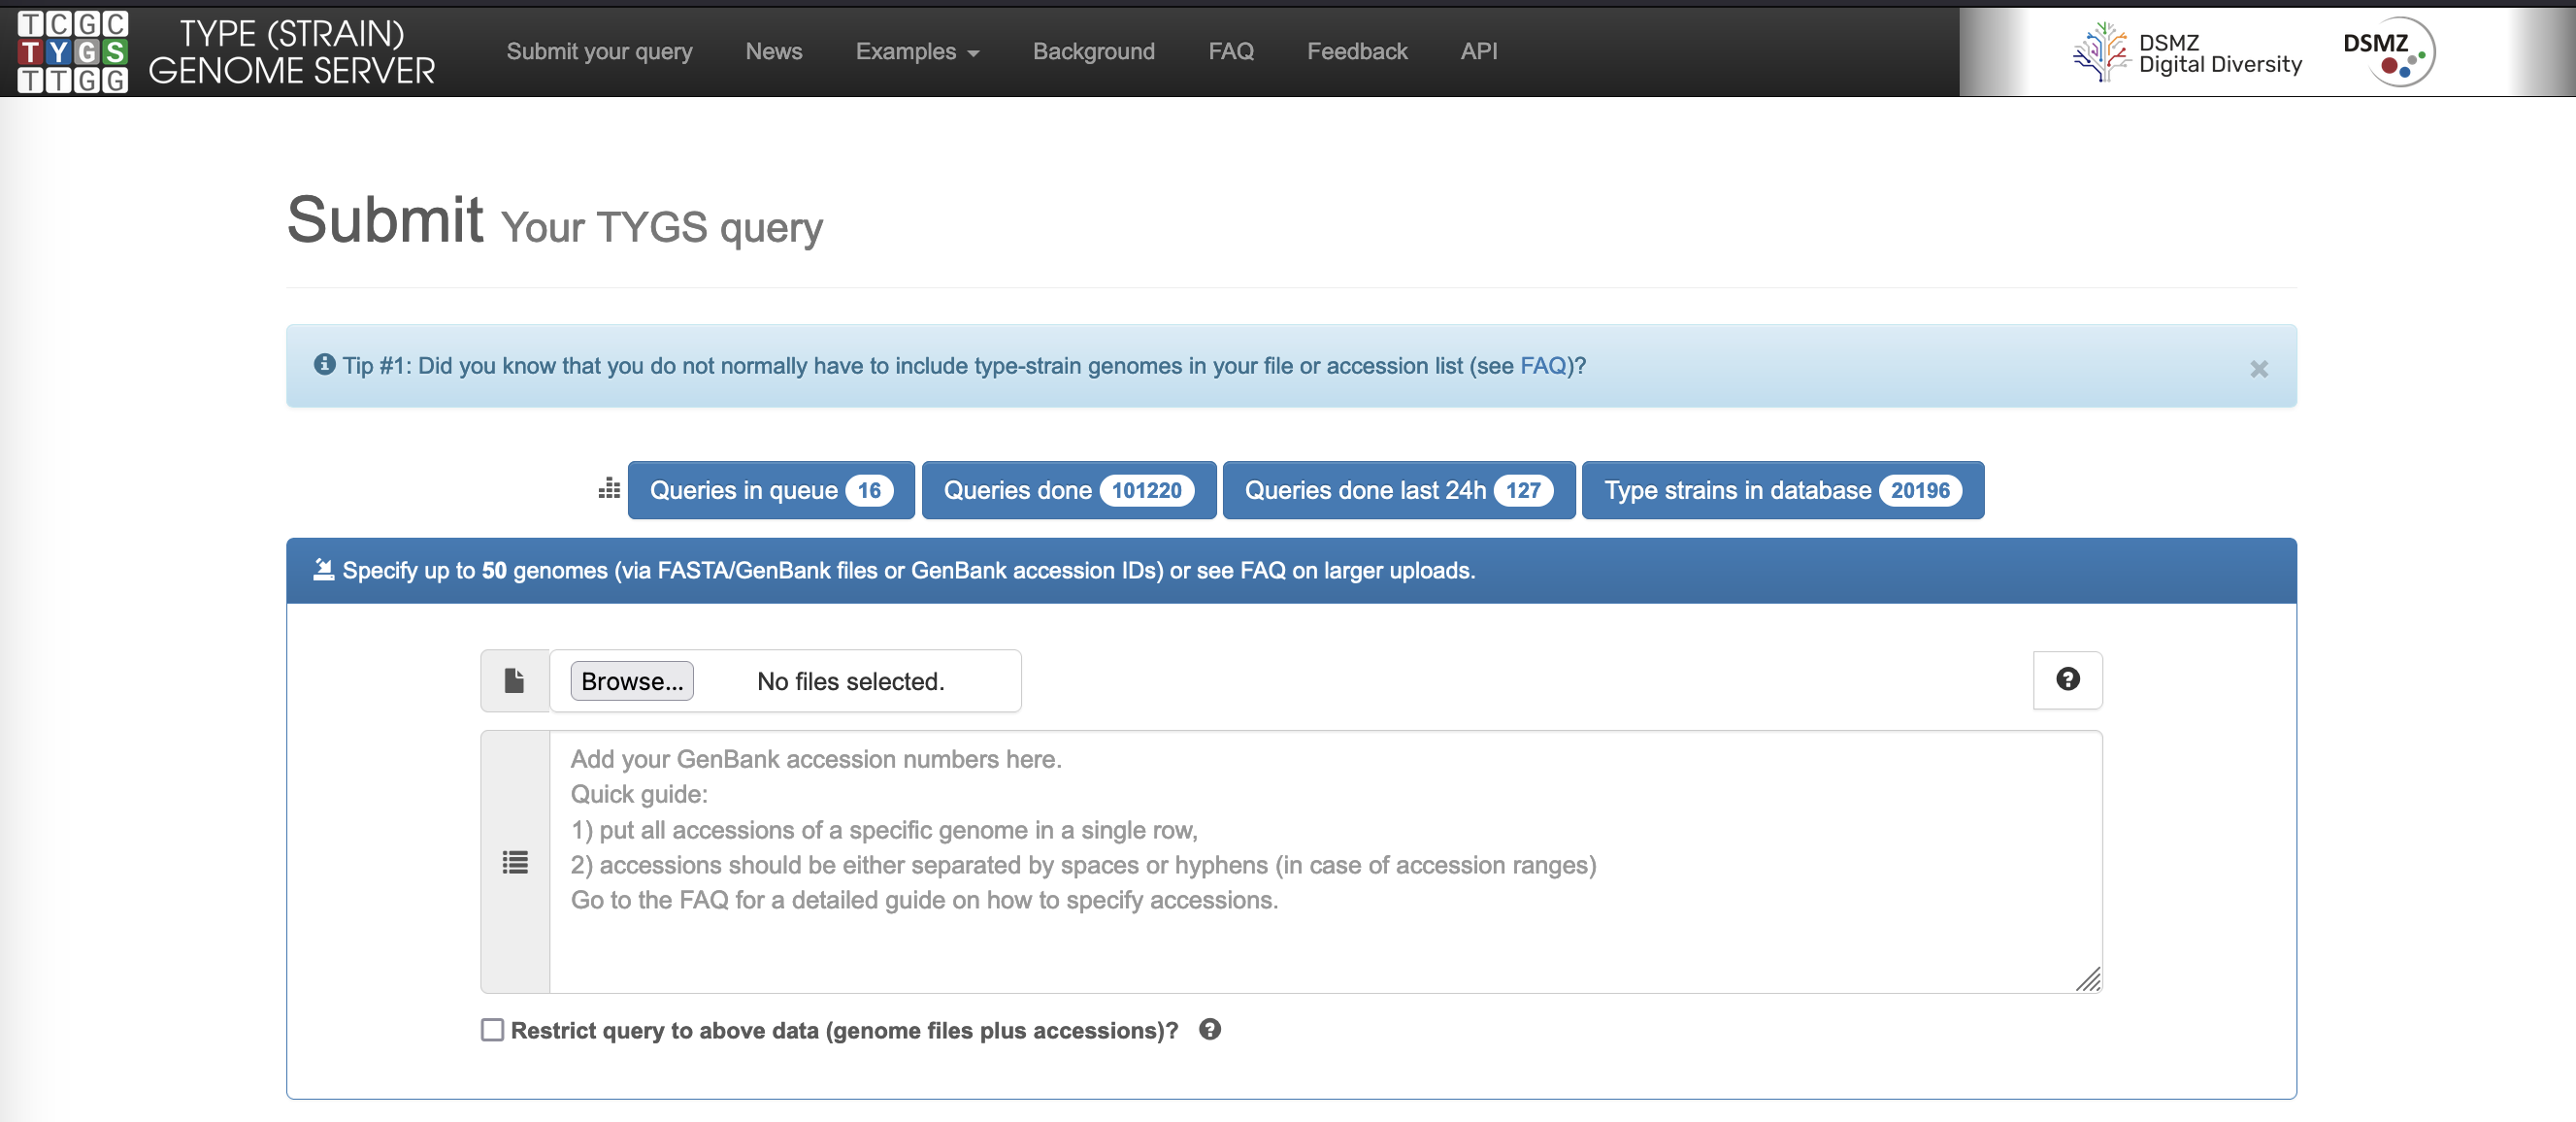 TCGC
TYGS
TTGG
TYPE (STRAIN)
GENOME SERVER
Submit your query
News
Examples
Background
FAQ
Feedback
API
DSMZ
Digital Diversity
DSMZ
Submit Your TYGS query
Tip #1: Did you know that you do not normally have to include type-strain genomes in your file or accession list (see FAQ)?
Queries in queue 16
Queries done 101220
Queries done last 24h 127
Type strains in database 20196
Specify up to 50 genomes (via FASTA/GenBank files or GenBank accession IDs) or see FAQ on larger uploads.
Browse... No files selected.
Add your GenBank accession numbers here.
Quick guide:
1) put all accessions of a specific genome in a single row,
2) accessions should be either separated by spaces or hyphens (in case of accession ranges)
Go to the FAQ for a detailed guide on how to specify accessions.
Restrict query to above data (genome files plus accessions)?